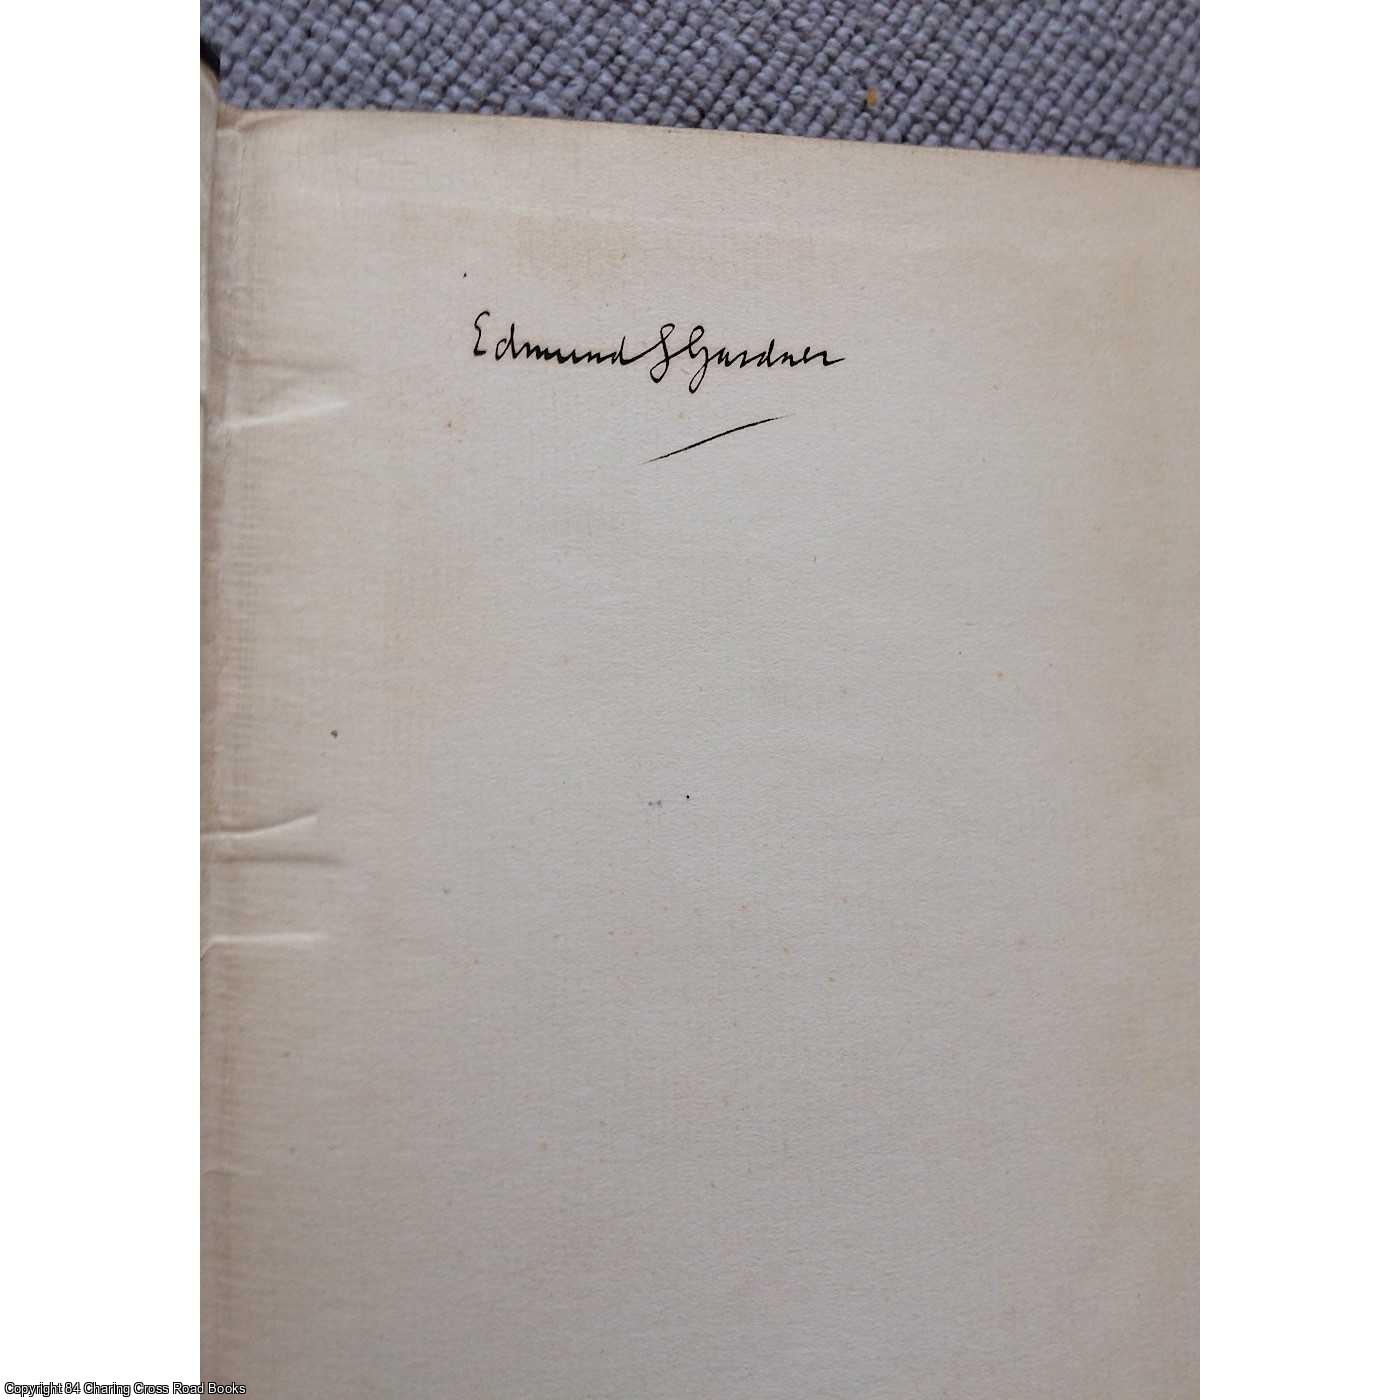 Edmund G Gardner
Copyright 84 Charing Cross Road Books